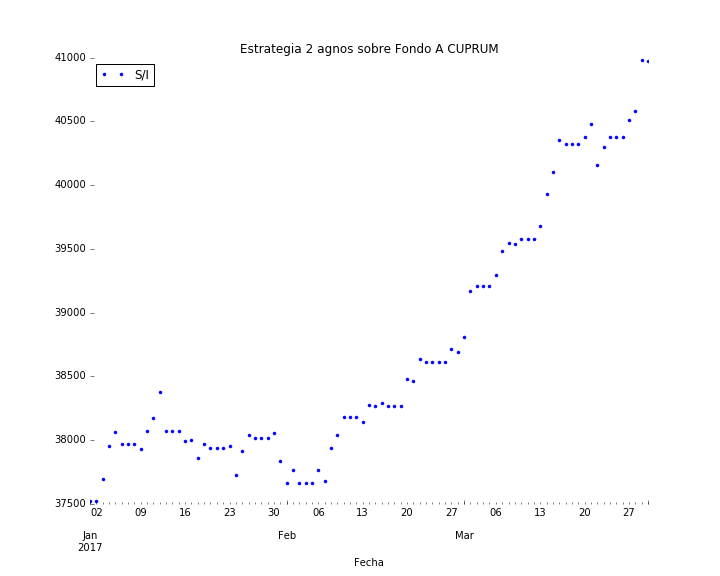 Estrategia 2 agnos sobre Fondo A CUPRUM
S/I
41000
40500
40000
39500
39000
38500
38000
37500
02 09 16 23 30 06 13 20 27 06 13 20 27
Jan Feb Mar
2017
Fecha